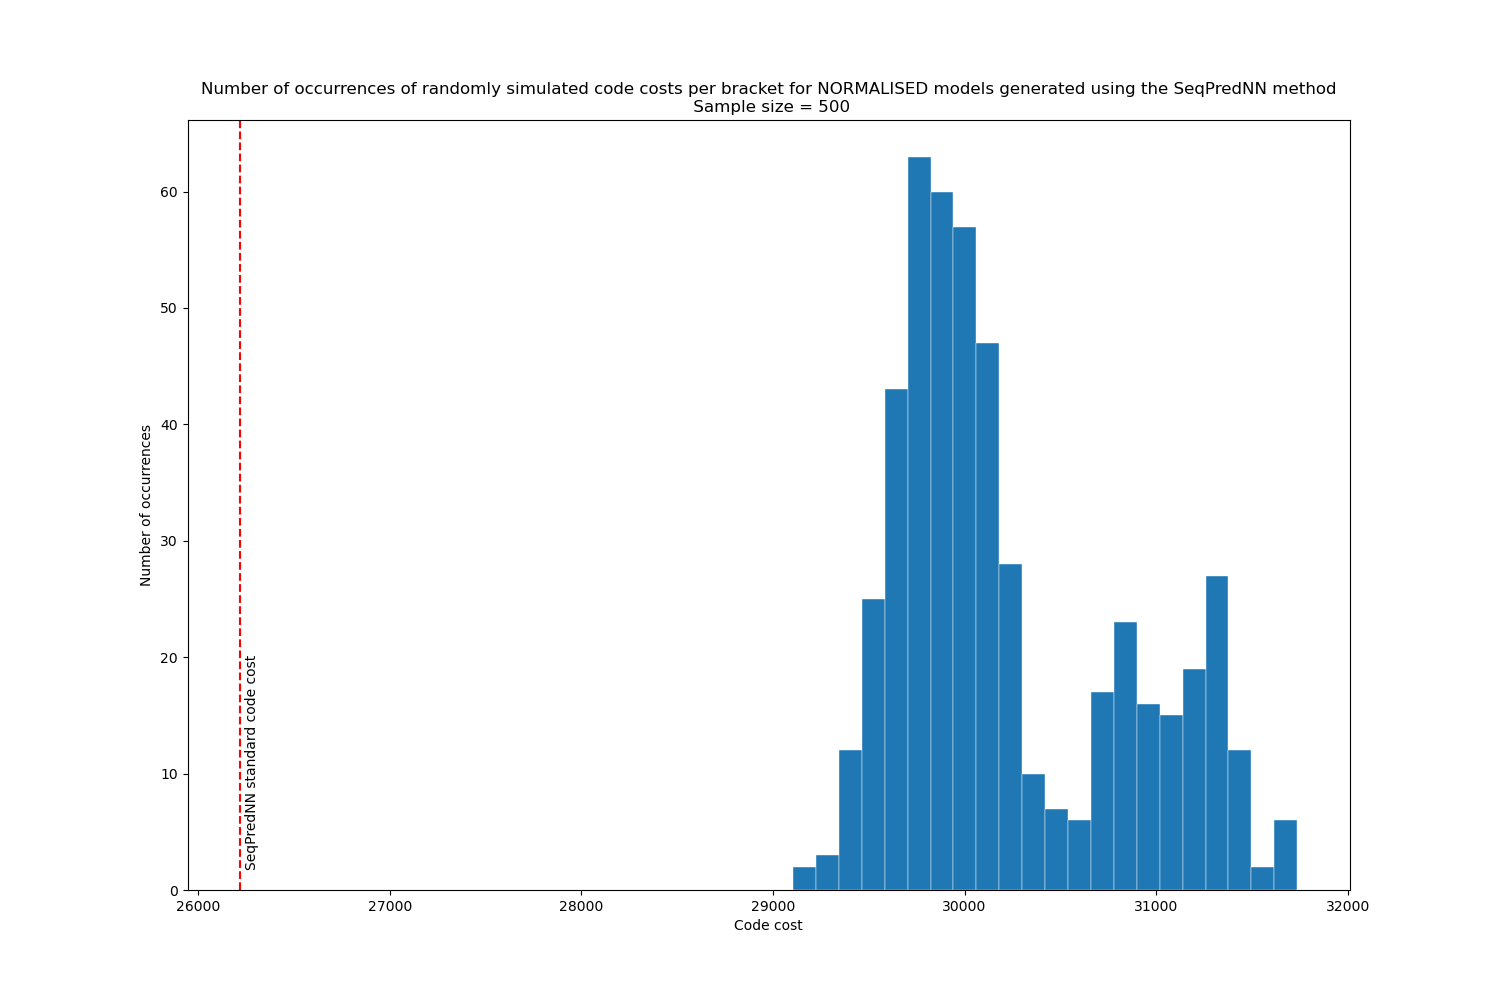 Number of occurrences of randomly simulated code costs per bracket for NORMALISED models generated using the SeqPredNN method
Sample size = 500
60
50
40
30
20
10
0
Number of occurrences
SeqPredNN standard code cost
26000 27000 28000 29000 30000 31000 32000
Code cost